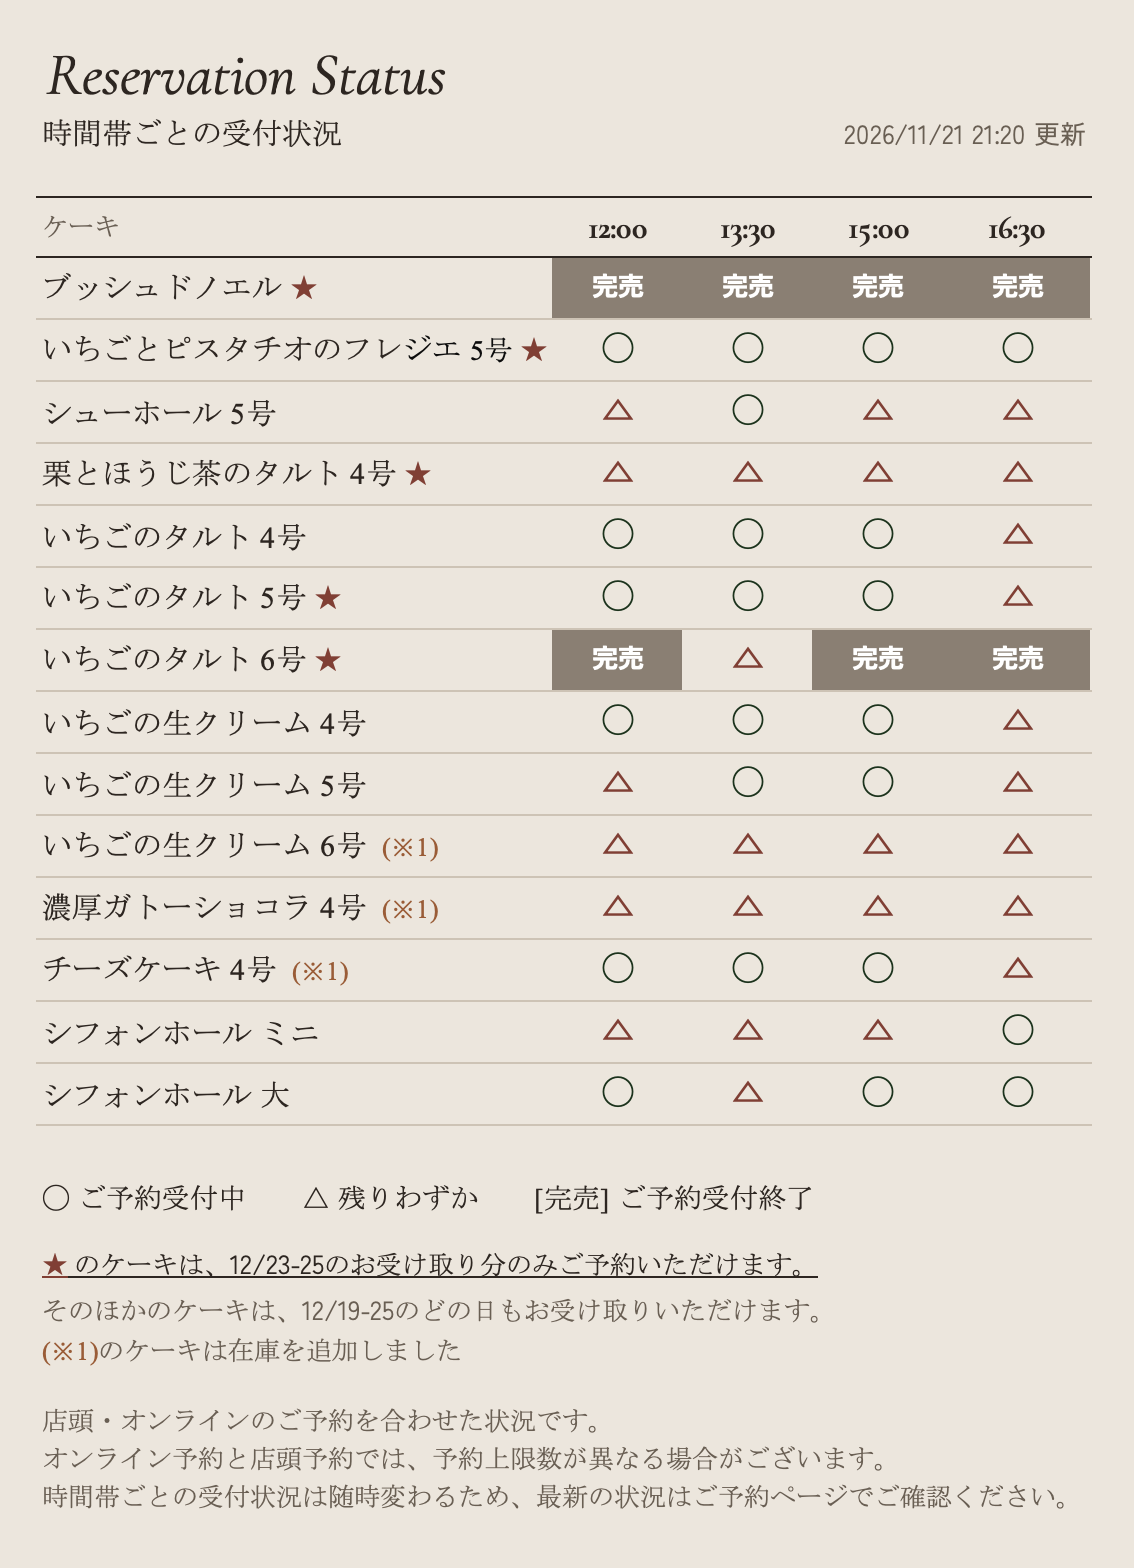 Reservation Status
時間帯ごとの受付状況
2026/11/21 21:20 更新
ケーキ 12:00 13:30 15:00 16:30
ブッシュドノエル ★ 完売 完売 完売 完売
いちごとピスタチオのフレジエ 5号 ★ ○ ○ ○ ○
シューホール 5号 △ ○ △ △
栗とほうじ茶のタルト 4号 ★ △ △ △ △
いちごのタルト 4号 ○ ○ ○ △
いちごのタルト 5号 ★ ○ ○ ○ △
いちごのタルト 6号 ★ 完売 △ 完売 完売
いちごの生クリーム 4号 ○ ○ ○ △
いちごの生クリーム 5号 △ ○ ○ △
いちごの生クリーム 6号 (※1) △ △ △ △
濃厚ガトーショコラ 4号 (※1) △ △ △ △
チーズケーキ 4号 (※1) ○ ○ ○ △
シフォンホール ミニ △ △ △ ○
シフォンホール 大 ○ △ ○ ○
○ ご予約受付中 △ 残りわずか [完売] ご予約受付終了
★ のケーキは、12/23-25のお受け取り分のみご予約いただけます。
そのほかのケーキは、12/19-25のどの日もお受け取りいただけます。
(※1)のケーキは在庫を追加しました
店頭・オンラインのご予約を合わせた状況です。
オンライン予約と店頭予約では、予約上限数が異なる場合がございます。
時間帯ごとの受付状況は随時変わるため、最新の状況はご予約ページでご確認ください。